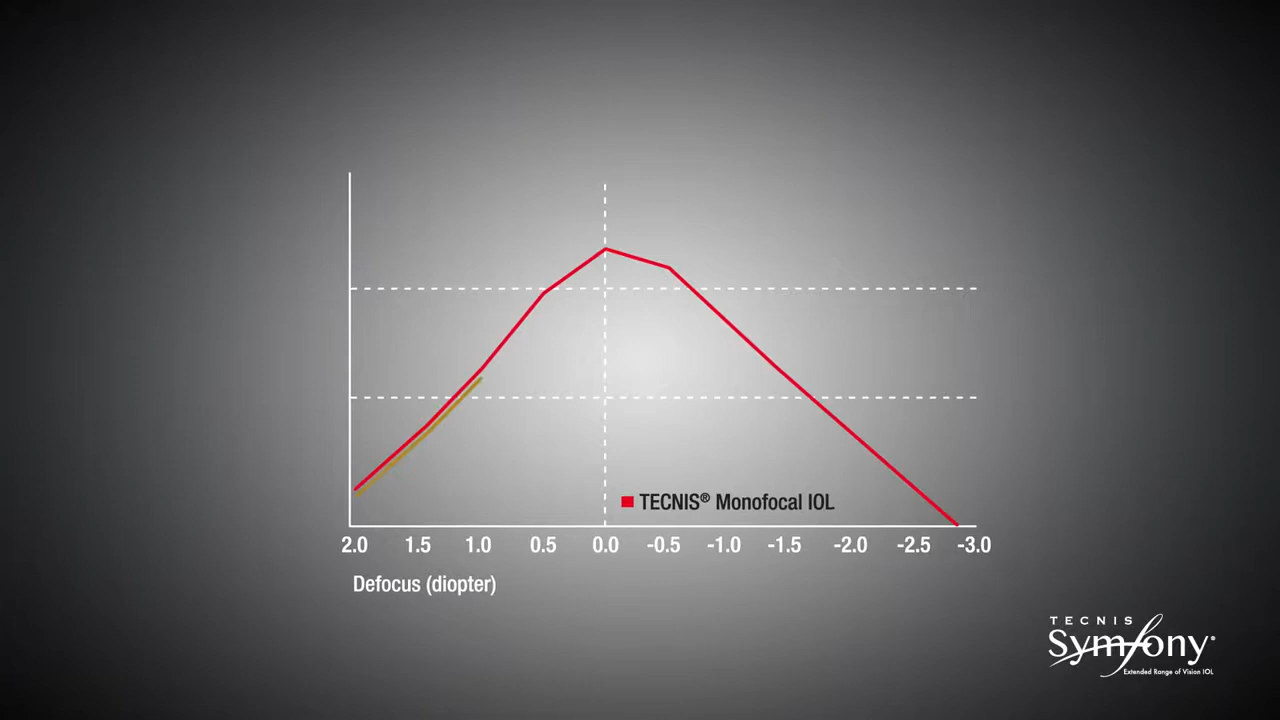 TECNIS® Monofocal IOL
2.0 1.5 1.0 0.5 0.0 -0.5 -1.0 -1.5 -2.0 -2.5 -3.0
Defocus (diopter)
TECNIS
Symfony®
Extended Range of Vision IOL